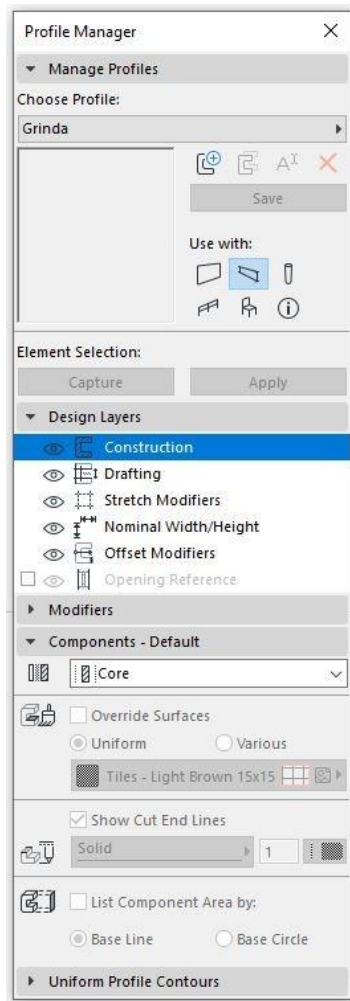 Profile Manager
Manage Profiles
Choose Profile:
Grinda
Save
Use with:
Element Selection:
Capture Apply
Design Layers
Construction
Drafting
Stretch Modifiers
Nominal Width/Height
Offset Modifiers
Opening Reference
Modifiers
Components - Default
Core
Override Surfaces
Uniform Various
Tiles - Light Brown 15x15
Show Cut End Lines
Solid 1
List Component Area by:
Base Line Base Circle
Uniform Profile Contours